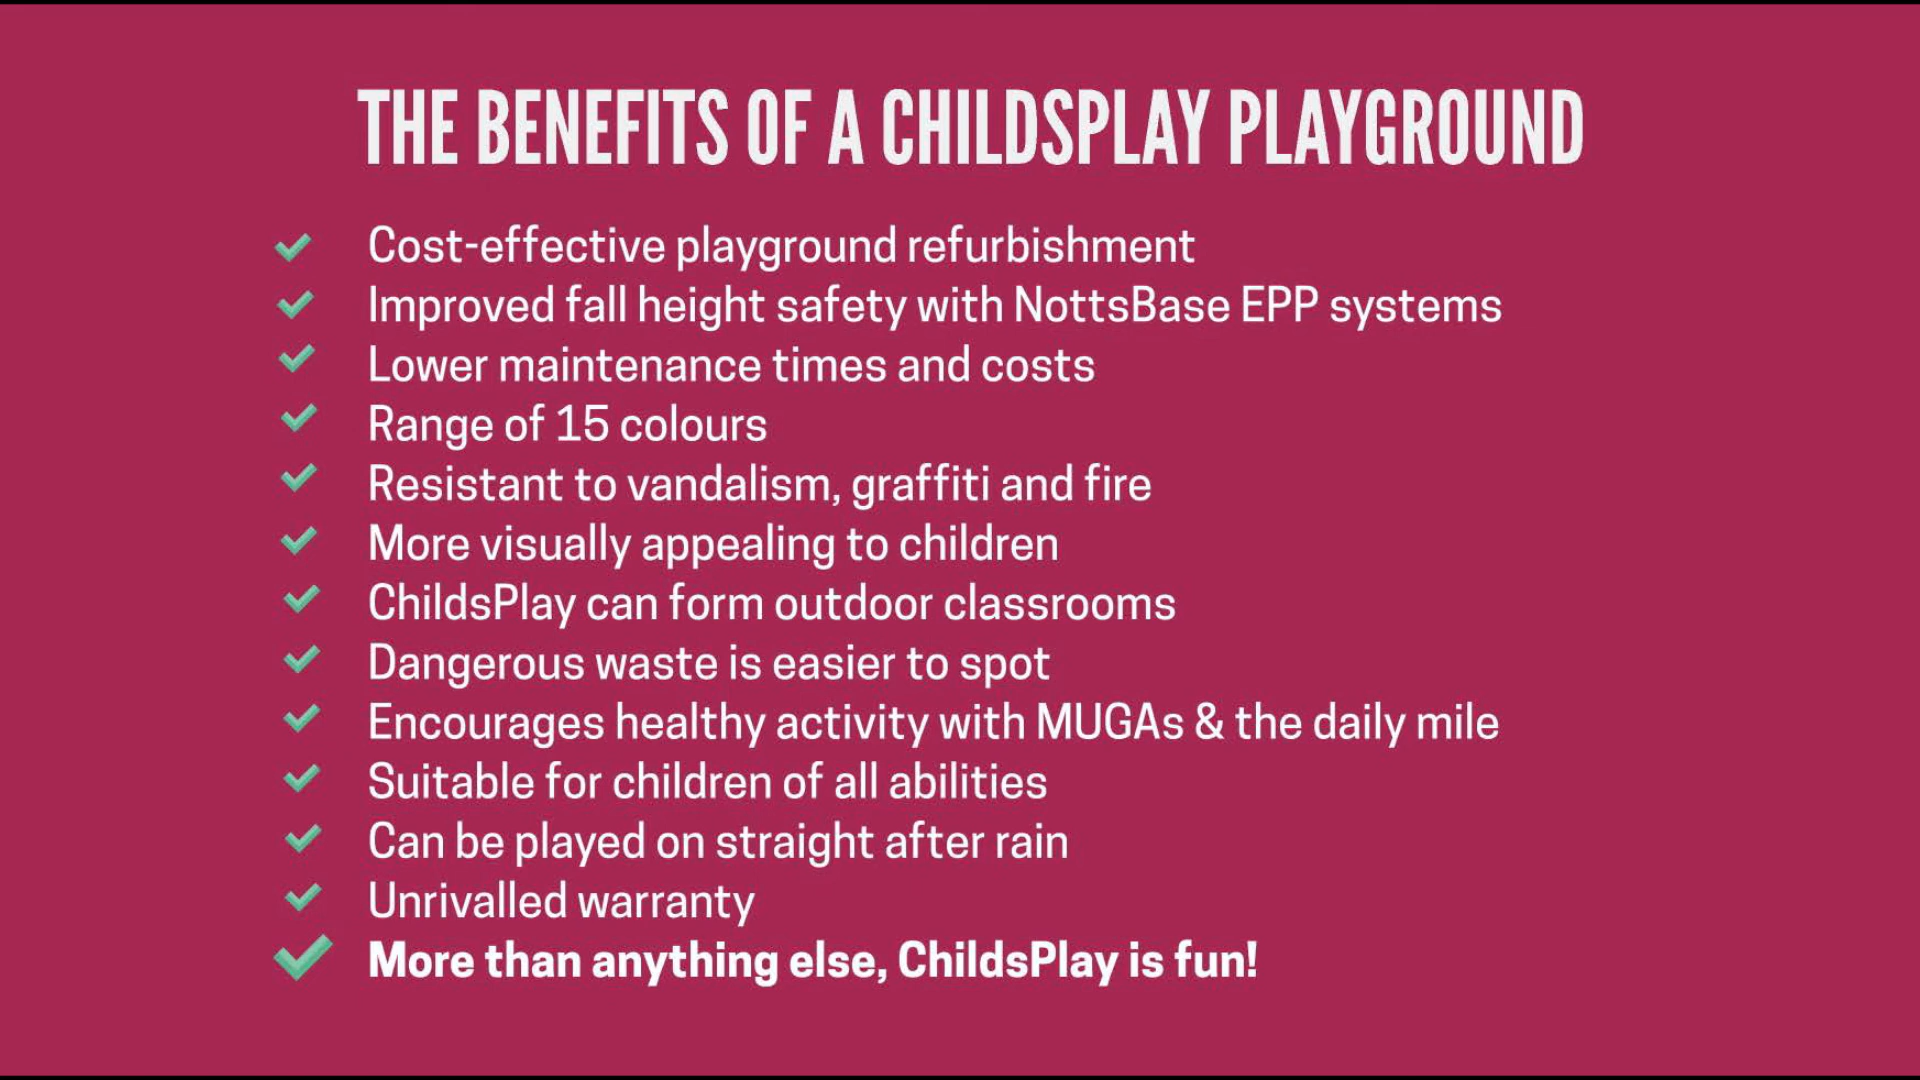 THE BENEFITS OF A CHILDSPLAY PLAYGROUND
Cost-effective playground refurbishment
Improved fall height safety with NottsBase EPP systems
Lower maintenance times and costs
Range of 15 colours
Resistant to vandalism, graffiti and fire
More visually appealing to children
ChildsPlay can form outdoor classrooms
Dangerous waste is easier to spot
Encourages healthy activity with MUGAs & the daily mile
Suitable for children of all abilities
Can be played on straight after rain
Unrivalled warranty
More than anything else, ChildsPlay is fun!